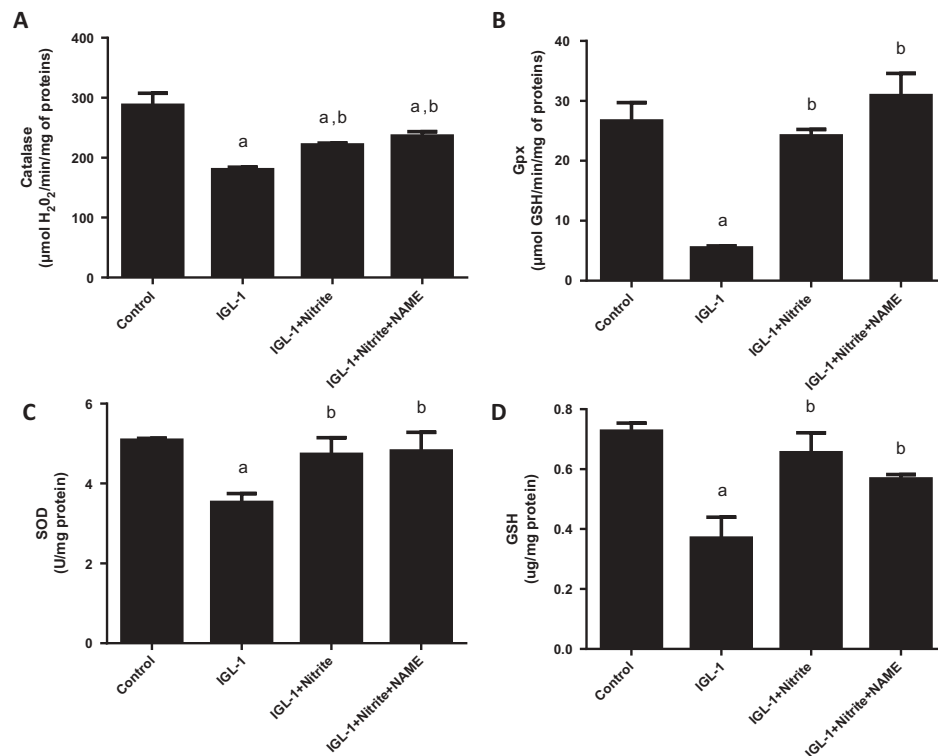 A
Catalase
(µmol H₂0₂/min/mg of proteins)
400
300
200
100
0
a
a,b
a,b
Control
IGL-1
IGL-1+Nitrite
IGL-1+Nitrite+NAME
B
Gpx
(µmol GSH/min/mg of proteins)
40
30
20
10
0
a
b
b
Control
IGL-1
IGL-1+Nitrite
IGL-1+Nitrite+NAME
C
SOD
(U/mg protein)
6
4
2
0
a
b
b
Control
IGL-1
IGL-1+Nitrite
IGL-1+Nitrite+NAME
D
GSH
(ug/mg protein)
0.8
0.6
0.4
0.2
0.0
a
b
b
Control
IGL-1
IGL-1+Nitrite
IGL-1+Nitrite+NAME